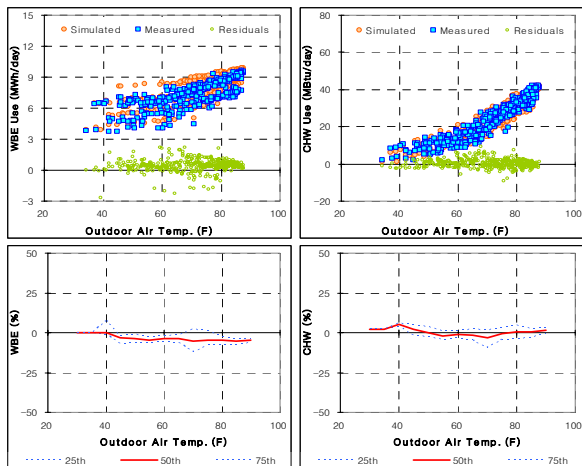 15
12
9
6
3
0
-3
WBE Use (MWh/day)
Simulated Measured Residuals
20 40 60 80 100
Outdoor Air Temp. (F)
80
60
40
20
0
-20
CHW Use (MBtu/day)
Simulated Measured Residuals
20 40 60 80 100
Outdoor Air Temp. (F)
50
25
0
-25
-50
WBE (%)
20 40 60 80 100
Outdoor Air Temp. (F)
25th 50th 75th
50
25
0
-25
-50
CHW (%)
20 40 60 80 100
Outdoor Air Temp. (F)
25th 50th 75th